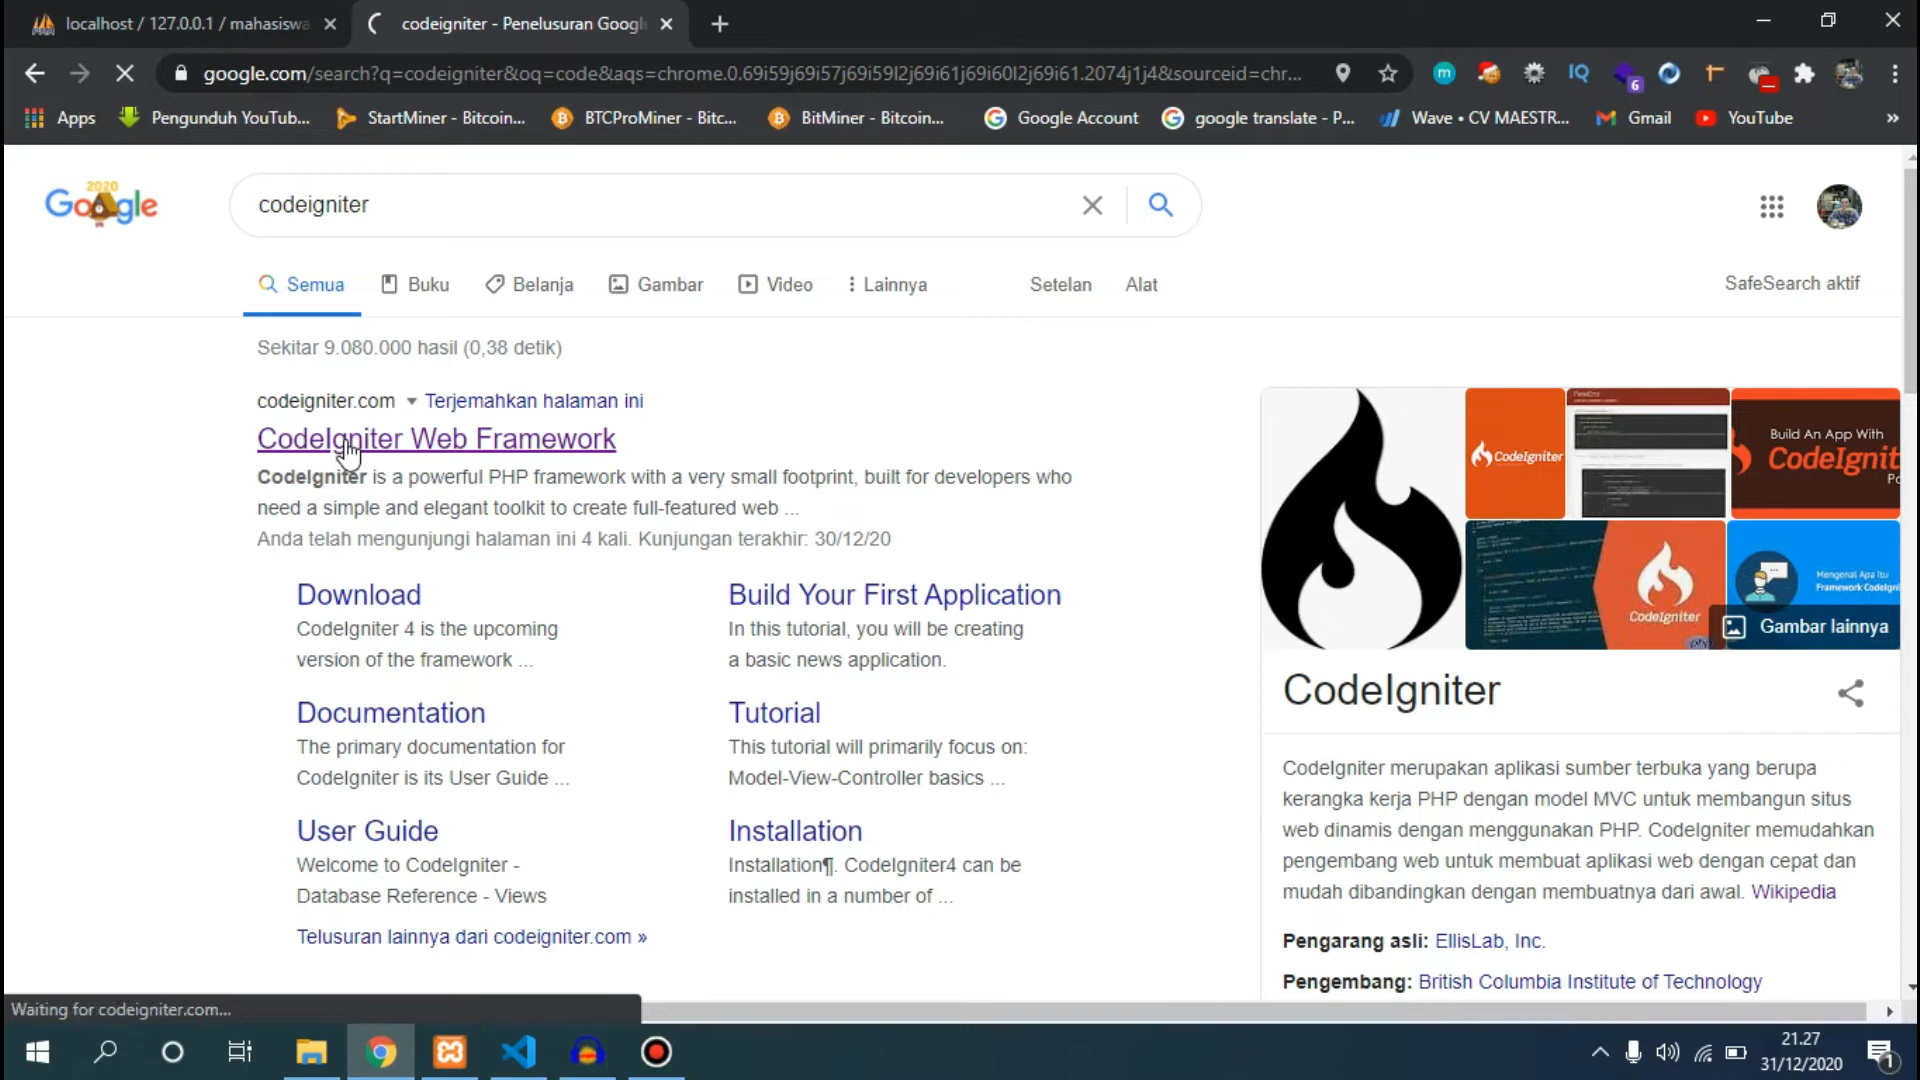 localhost / 127.0.0.1 / mahasiswa
codeigniter - Penelusuran Googl
google.com/search?q=codeigniter&oq=code&aqs=chrome.0.69i59j69i57j69i59l2j69i61j69i60l2j69i61.2074j1j4&sourceid=chr...
m
IQ
6
Apps
Pengunduh YouTub...
StartMiner - Bitcoin...
BTCProMiner - Bitc...
BitMiner - Bitcoin...
Google Account
google translate - P...
Wave • CV MAESTR...
Gmail
YouTube
»
2020
Google
codeigniter
Semua
Buku
Belanja
Gambar
Video
Lainnya
Setelan
Alat
SafeSearch aktif
Sekitar 9.080.000 hasil (0,38 detik)
codeigniter.com
Terjemahkan halaman ini
CodeIgniter Web Framework
CodeIgniter is a powerful PHP framework with a very small footprint, built for developers who
need a simple and elegant toolkit to create full-featured web ...
Anda telah mengunjungi halaman ini 4 kali. Kunjungan terakhir: 30/12/20
Download
CodeIgniter 4 is the upcoming
version of the framework ...
Build Your First Application
In this tutorial, you will be creating
a basic news application.
Documentation
The primary documentation for
CodeIgniter is its User Guide ...
Tutorial
This tutorial will primarily focus on:
Model-View-Controller basics ...
User Guide
Welcome to CodeIgniter -
Database Reference - Views
Installation
Installation¶. CodeIgniter4 can be
installed in a number of ...
Telusuran lainnya dari codeigniter.com »
CodeIgniter
Build An App With
CodeIgnit
CodeIgniter
Mengenal Apa Itu
Framework CodeIgni
Gambar lainnya
CodeIgniter
CodeIgniter merupakan aplikasi sumber terbuka yang berupa
kerangka kerja PHP dengan model MVC untuk membangun situs
web dinamis dengan menggunakan PHP. CodeIgniter memudahkan
pengembang web untuk membuat aplikasi web dengan cepat dan
mudah dibandingkan dengan membuatnya dari awal. Wikipedia
Pengarang asli: EllisLab, Inc.
Pengembang: British Columbia Institute of Technology
Waiting for codeigniter.com...
21.27
31/12/2020
1